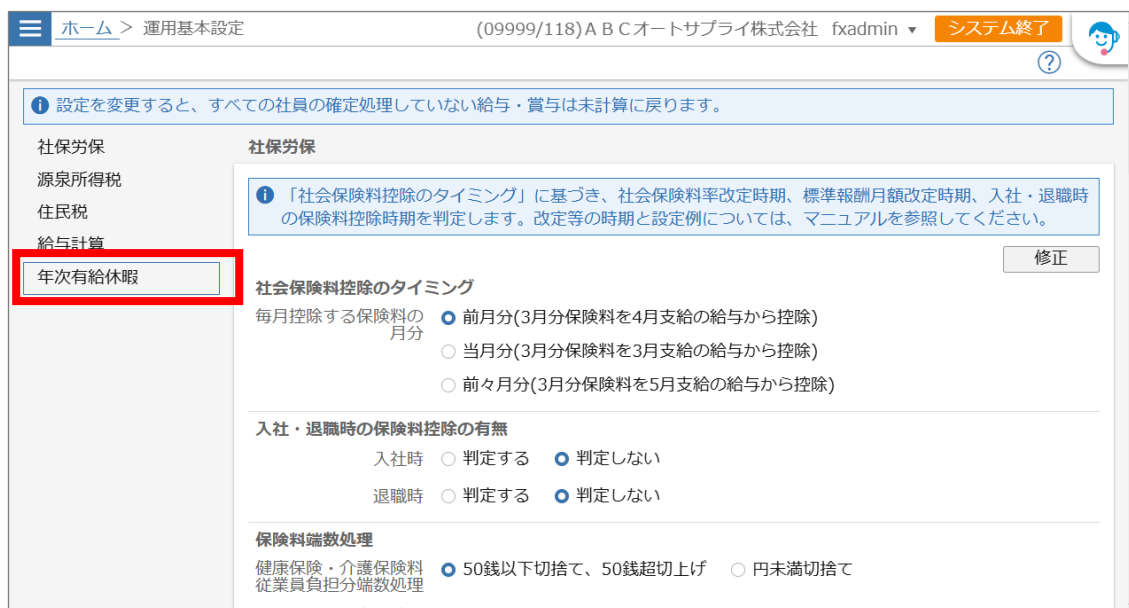 ホーム > 運用基本設定 (09999/118)ＡＢＣオートサプライ株式会社 fxadmin ▼ システム終了
?
設定を変更すると、すべての社員の確定処理していない給与・賞与は未計算に戻ります。
社保労保
源泉所得税
住民税
給与計算
年次有給休暇
社保労保
「社会保険料控除のタイミング」に基づき、社会保険料率改定時期、標準報酬月額改定時期、入社・退職時
の保険料控除時期を判定します。改定等の時期と設定例については、マニュアルを参照してください。
修正
社会保険料控除のタイミング
毎月控除する保険料の
月分
前月分(3月分保険料を4月支給の給与から控除)
当月分(3月分保険料を3月支給の給与から控除)
前々月分(3月分保険料を5月支給の給与から控除)
入社・退職時の保険料控除の有無
入社時 判定する 判定しない
退職時 判定する 判定しない
保険料端数処理
健康保険・介護保険料
従業員負担分端数処理
50銭以下切捨て、50銭超切上げ 円未満切捨て